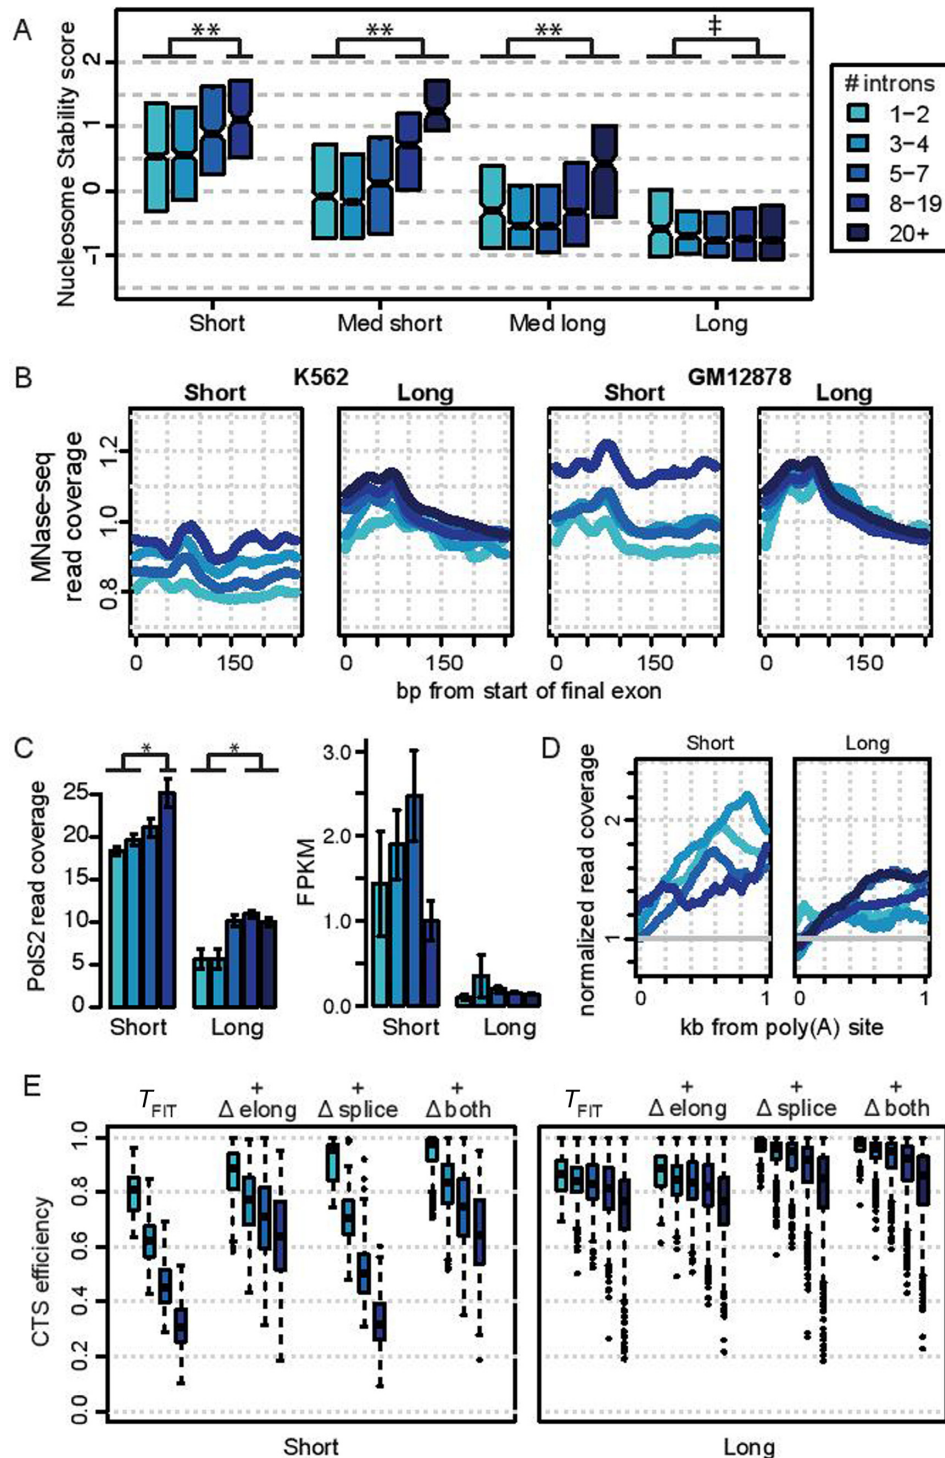 A
** ** ** ‡
Nucleosome Stability score
2
1
0
-1
Short Med short Med long Long
# introns
1-2
3-4
5-7
8-19
20+
B
K562 GM12878
Short Long Short Long
MNase-seq
read coverage
1.2
1.0
0.8
0 150 0 150 0 150 0 150
bp from start of final exon
C
* *
PolS2 read coverage
25
20
15
10
5
0
Short Long
FPKM
3.0
2.0
1.0
0.0
Short Long
D
Short Long
normalized read coverage
2
1
0 1 0 1
kb from poly(A) site
E
+ + + + + +
TFIT Δ elong Δ splice Δ both TFIT Δ elong Δ splice Δ both
CTS efficiency
1.0
0.8
0.6
0.4
0.2
0.0
Short Long